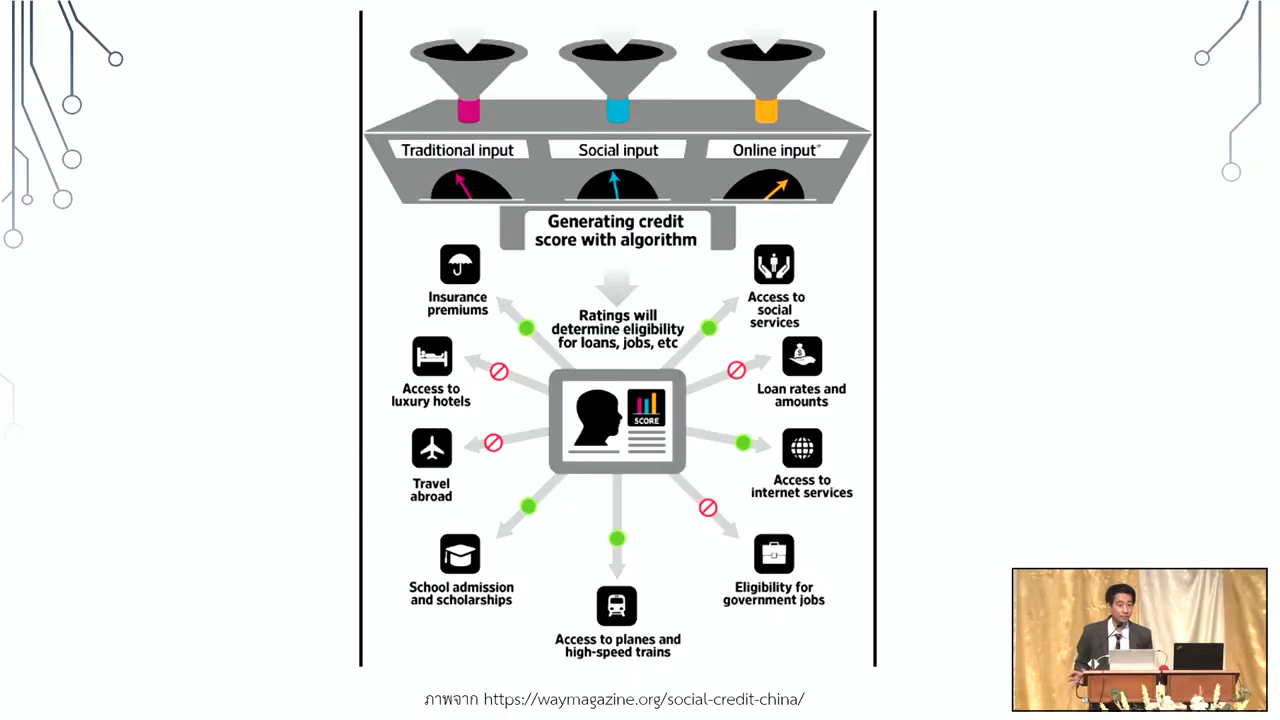 Traditional input
Social input
Online input*
Generating credit
score with algorithm
Ratings will
determine eligibility
for loans, jobs, etc
Insurance
premiums
Access to
social
services
Access to
luxury hotels
Loan rates and
amounts
SCORE
Travel
abroad
Access to
internet services
School admission
and scholarships
Eligibility for
government jobs
Access to planes and
high-speed trains
ภาพจาก https://waymagazine.org/social-credit-china/